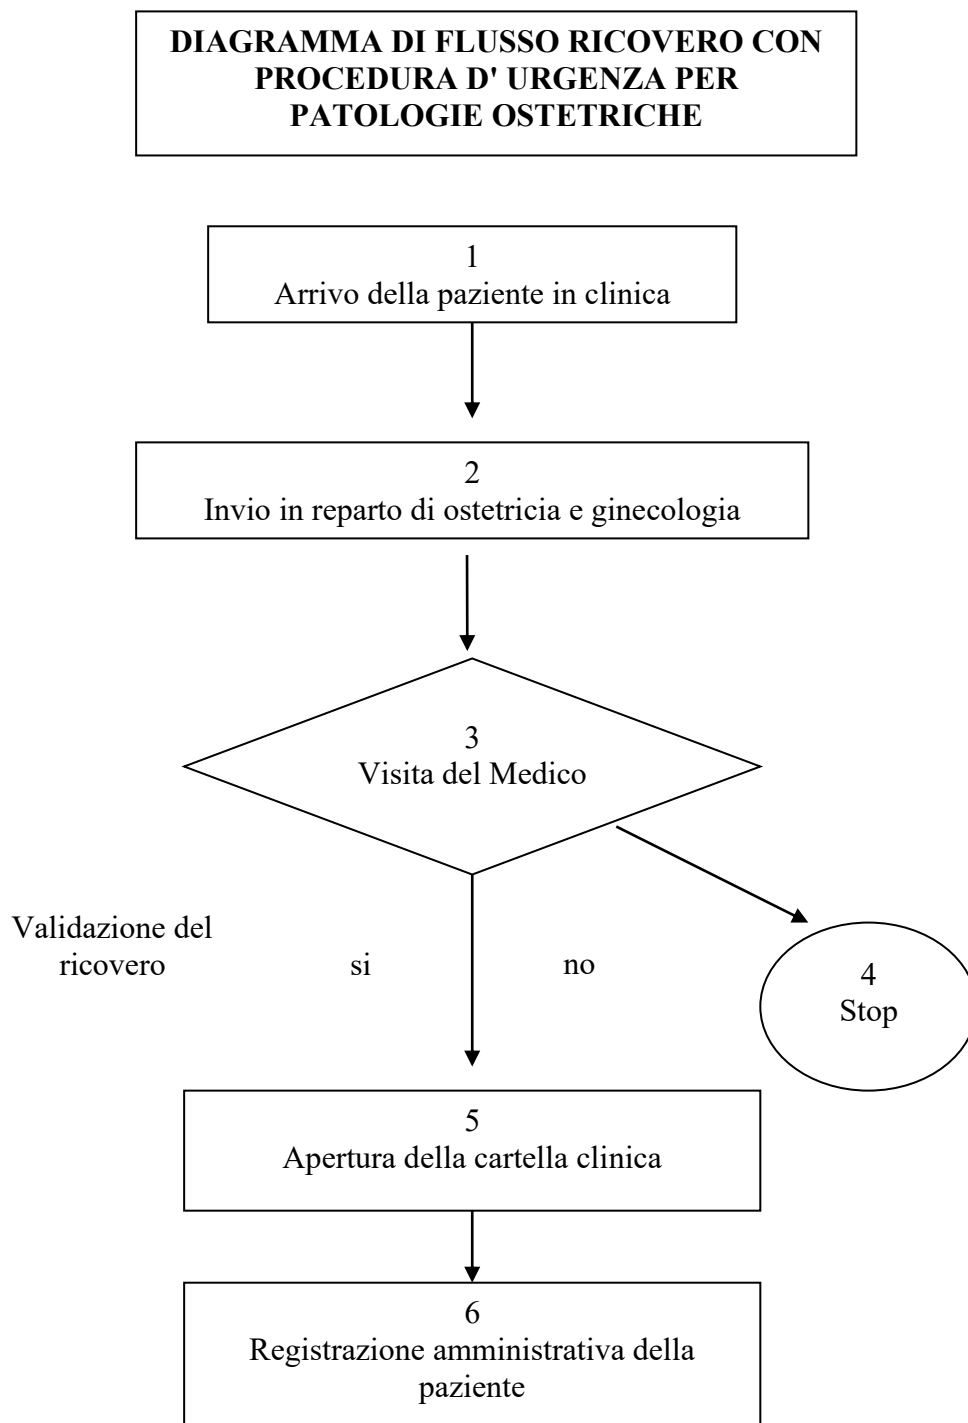 DIAGRAMMA DI FLUSSO RICOVERO CON
PROCEDURA D' URGENZA PER
PATOLOGIE OSTETRICHE
1
Arrivo della paziente in clinica
2
Invio in reparto di ostetricia e ginecologia
3
Visita del Medico
Validazione del
ricovero
si
no
4
Stop
5
Apertura della cartella clinica
6
Registrazione amministrativa della
paziente